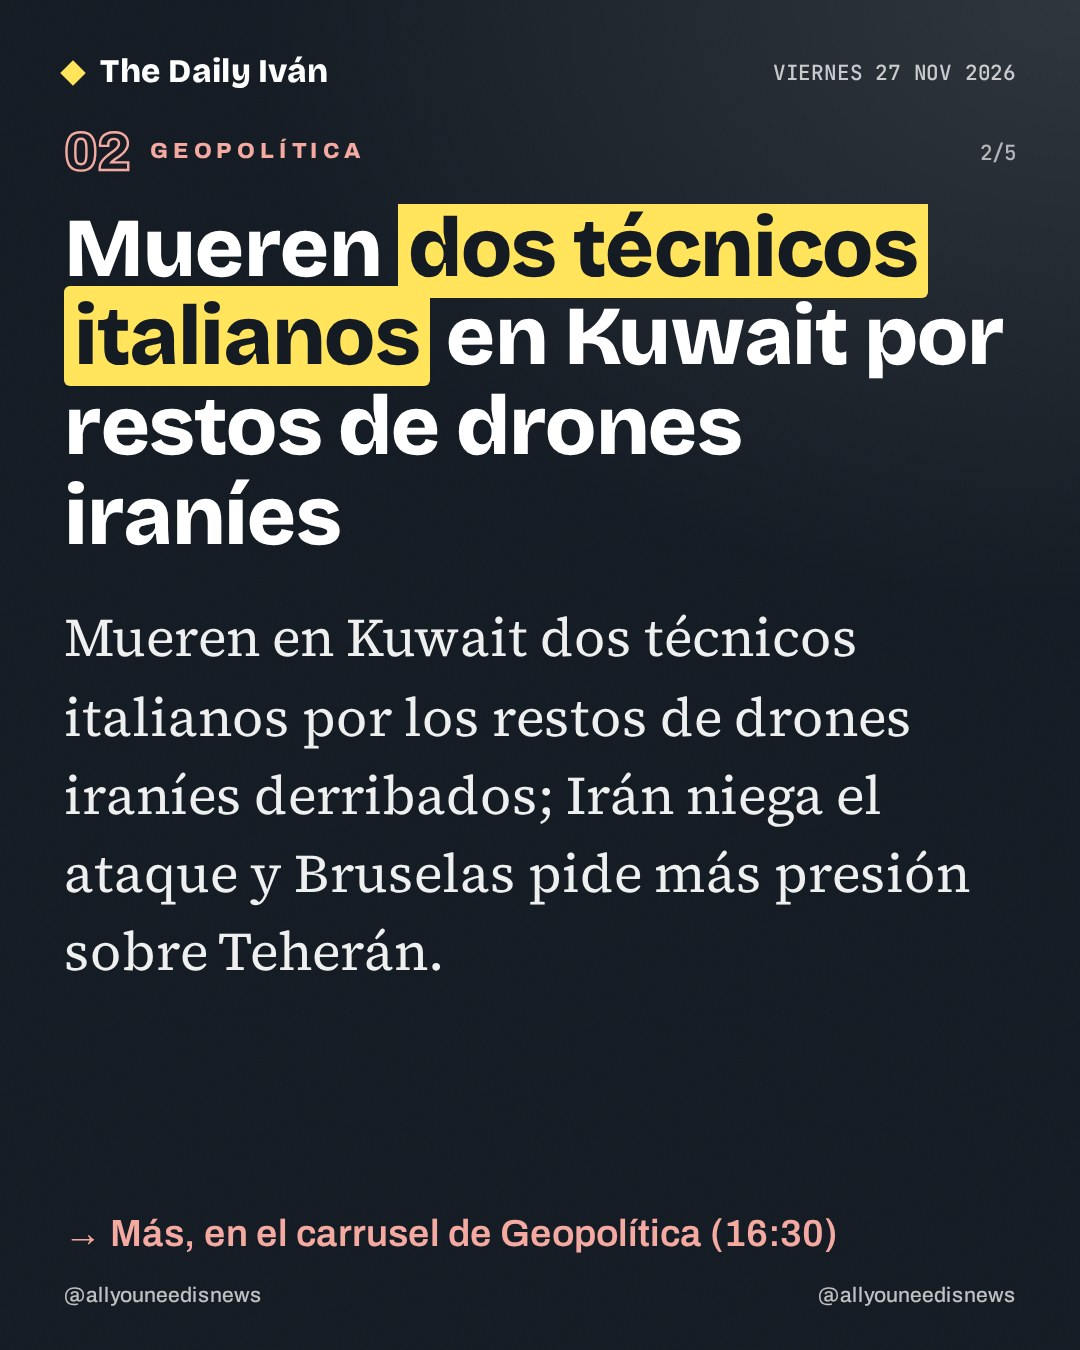 The Daily Iván
VIERNES 27 NOV 2026
02 GEOPOLÍTICA
2/5
Mueren dos técnicos
italianos en Kuwait por
restos de drones
iraníes
Mueren en Kuwait dos técnicos
italianos por los restos de drones
iraníes derribados; Irán niega el
ataque y Bruselas pide más presión
sobre Teherán.
→ Más, en el carrusel de Geopolítica (16:30)
@allyouneedisnews
@allyouneedisnews